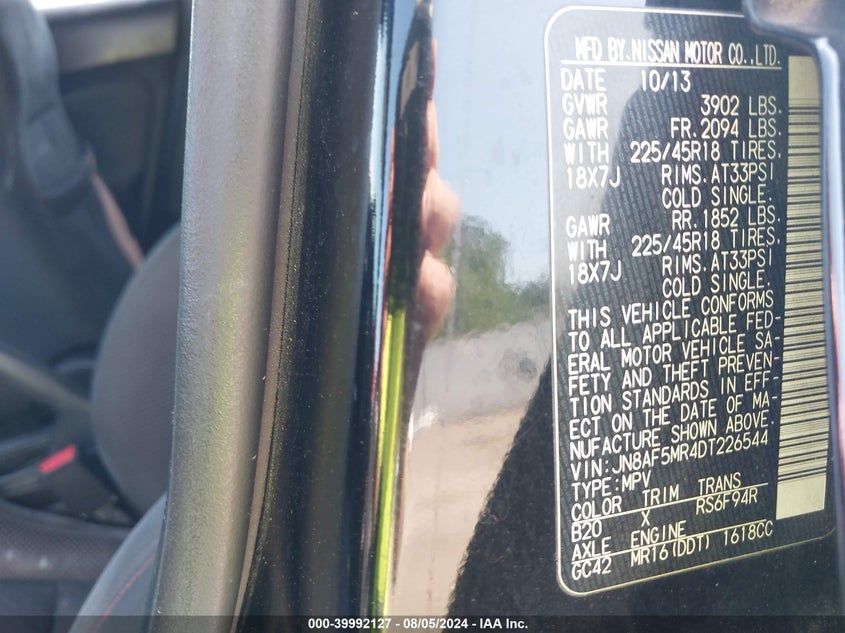 MFD BY.NISSAN MOTOR CO.,LTD.
DATE 10/13
GVWR 3902 LBS.
GAWR FR.2094 LBS.
WITH 225/45R18 TIRES.
18X7J RIMS.AT33PSI
COLD SINGLE.
GAWR RR.1852 LBS.
WITH 225/45R18 TIRES.
18X7J RIMS.AT33PSI
COLD SINGLE.
THIS VEHICLE CONFORMS
TO ALL APPLICABLE FED-
ERAL MOTOR VEHICLE SA-
FETY AND THEFT PREVEN-
TION STANDARDS IN EFF-
ECT ON THE DATE OF MA-
NUFACTURE SHOWN ABOVE.
VIN:JN8AF5MR4DT226544
TYPE:MPV
COLOR TRIM TRANS
B20 X RS6F94R
AXLE ENGINE
GC42 MR16(DDT) 1618CC
000-39992127 - 08/05/2024 - IAA Inc.